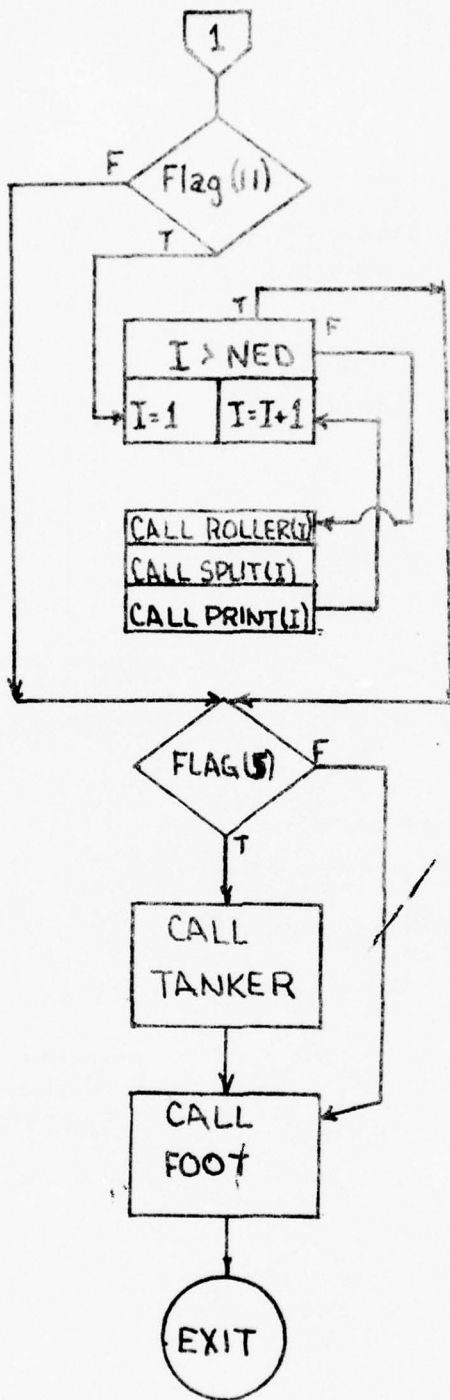 1
F
Flag (11)
T
T
F
I > NED
I=1
I=I+1
CALL ROLLER(I)
CALL SPLIT(I)
CALL PRINT(I)
FLAG(5)
F
T
CALL
TANKER
CALL
FOOT
EXIT